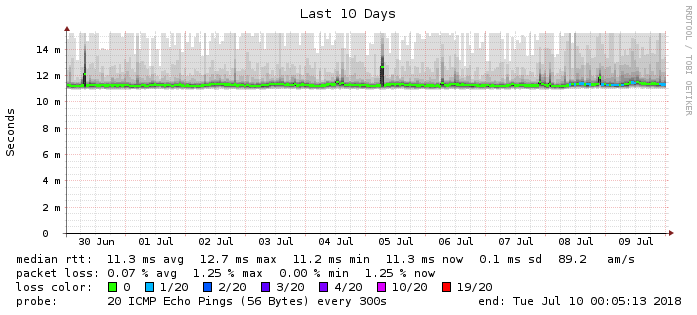 Last 10 Days
RRDTOOL / TOBI OETIKER
Seconds
14 m
12 m
10 m
8 m
6 m
4 m
2 m
0
30 Jun 01 Jul 02 Jul 03 Jul 04 Jul 05 Jul 06 Jul 07 Jul 08 Jul 09 Jul
median rtt: 11.3 ms avg 12.7 ms max 11.2 ms min 11.3 ms now 0.1 ms sd 89.2 am/s
packet loss: 0.07 % avg 1.25 % max 0.00 % min 1.25 % now
loss color: 0 1/20 2/20 3/20 4/20 10/20 19/20
probe: 20 ICMP Echo Pings (56 Bytes) every 300s end: Tue Jul 10 00:05:13 2018